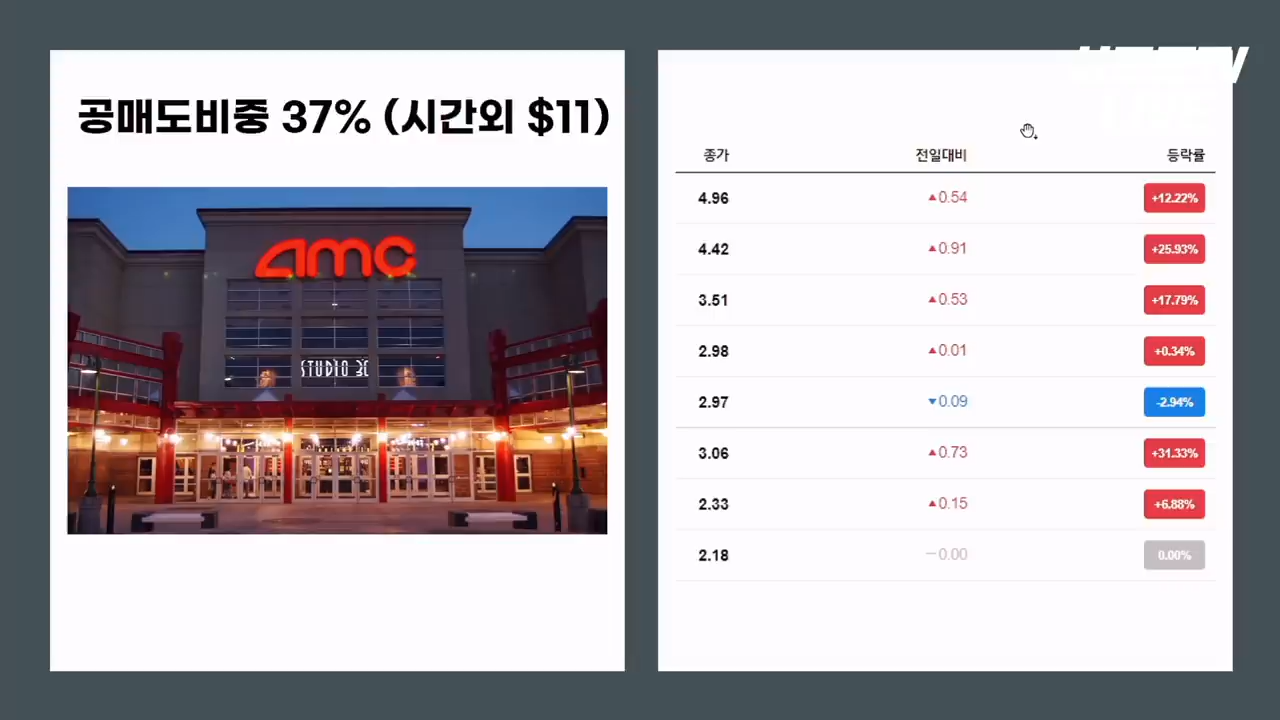 공매도비중 37% (시간외 $11)
amc
STUDIO 30
종가 전일대비 등락률
4.96 ▲0.54 +12.22%
4.42 ▲0.91 +25.93%
3.51 ▲0.53 +17.79%
2.98 ▲0.01 +0.34%
2.97 ▼0.09 -2.94%
3.06 ▲0.73 +31.33%
2.33 ▲0.15 +6.88%
2.18 －0.00 0.00%